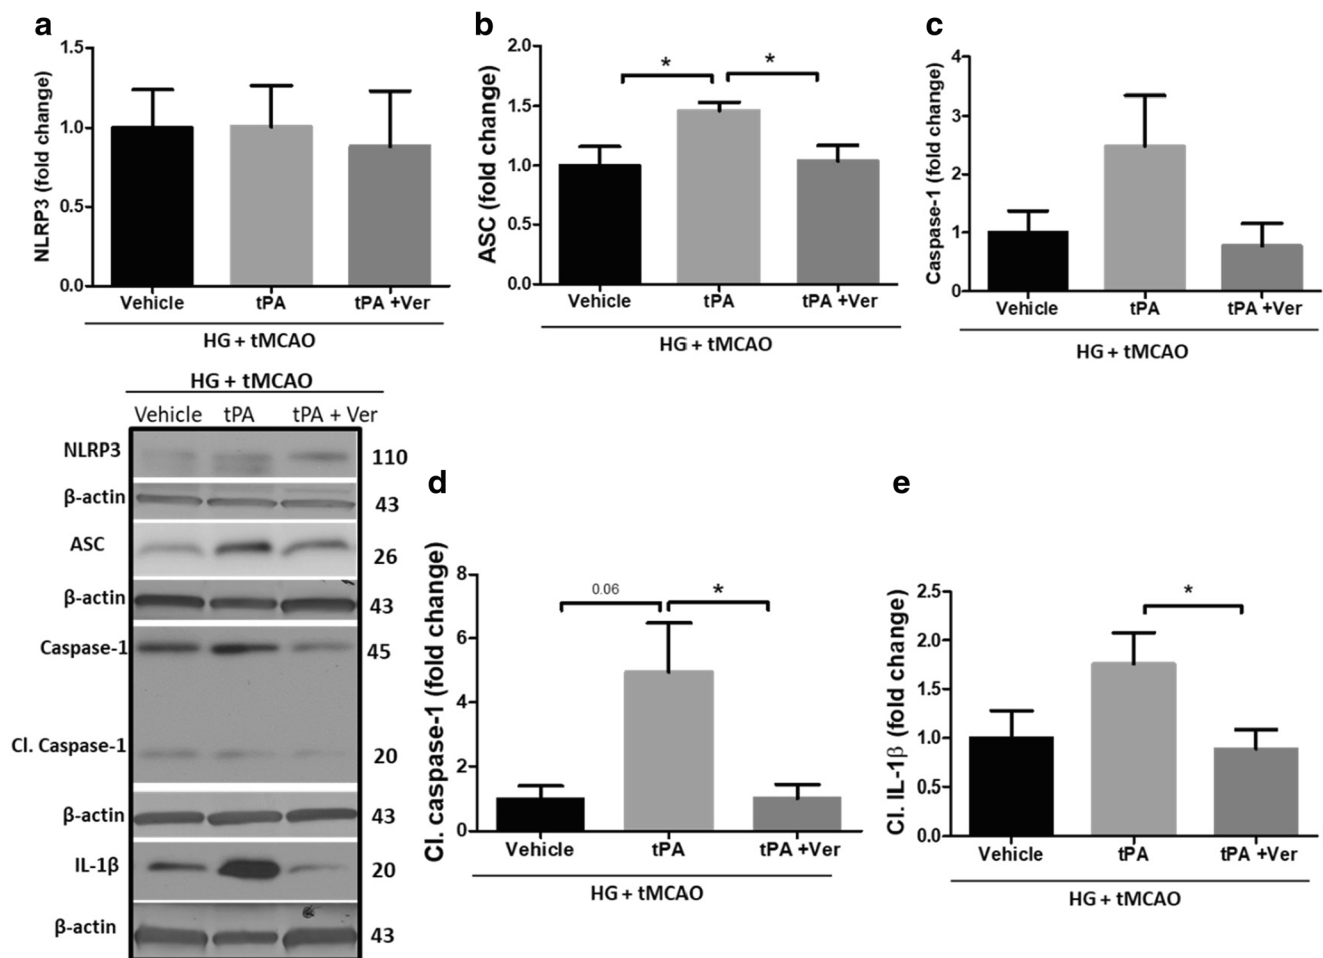 a
1.5
1.0
0.5
0.0
NLRP3 (fold change)
Vehicle tPA tPA +Ver
HG + tMCAO
b
2.0
1.5
1.0
0.5
0.0
ASC (fold change)
* *
Vehicle tPA tPA +Ver
HG + tMCAO
c
4
3
2
1
0
Caspase-1 (fold change)
Vehicle tPA tPA +Ver
HG + tMCAO
HG + tMCAO
Vehicle tPA tPA + Ver
NLRP3 110
β-actin 43
ASC 26
β-actin 43
Caspase-1 45
Cl. Caspase-1 20
β-actin 43
IL-1β 20
β-actin 43
d
8
6
4
2
0
Cl. caspase-1 (fold change)
0.06 *
Vehicle tPA tPA +Ver
HG + tMCAO
e
2.5
2.0
1.5
1.0
0.5
0.0
Cl. IL-1β (fold change)
*
Vehicle tPA tPA +Ver
HG + tMCAO